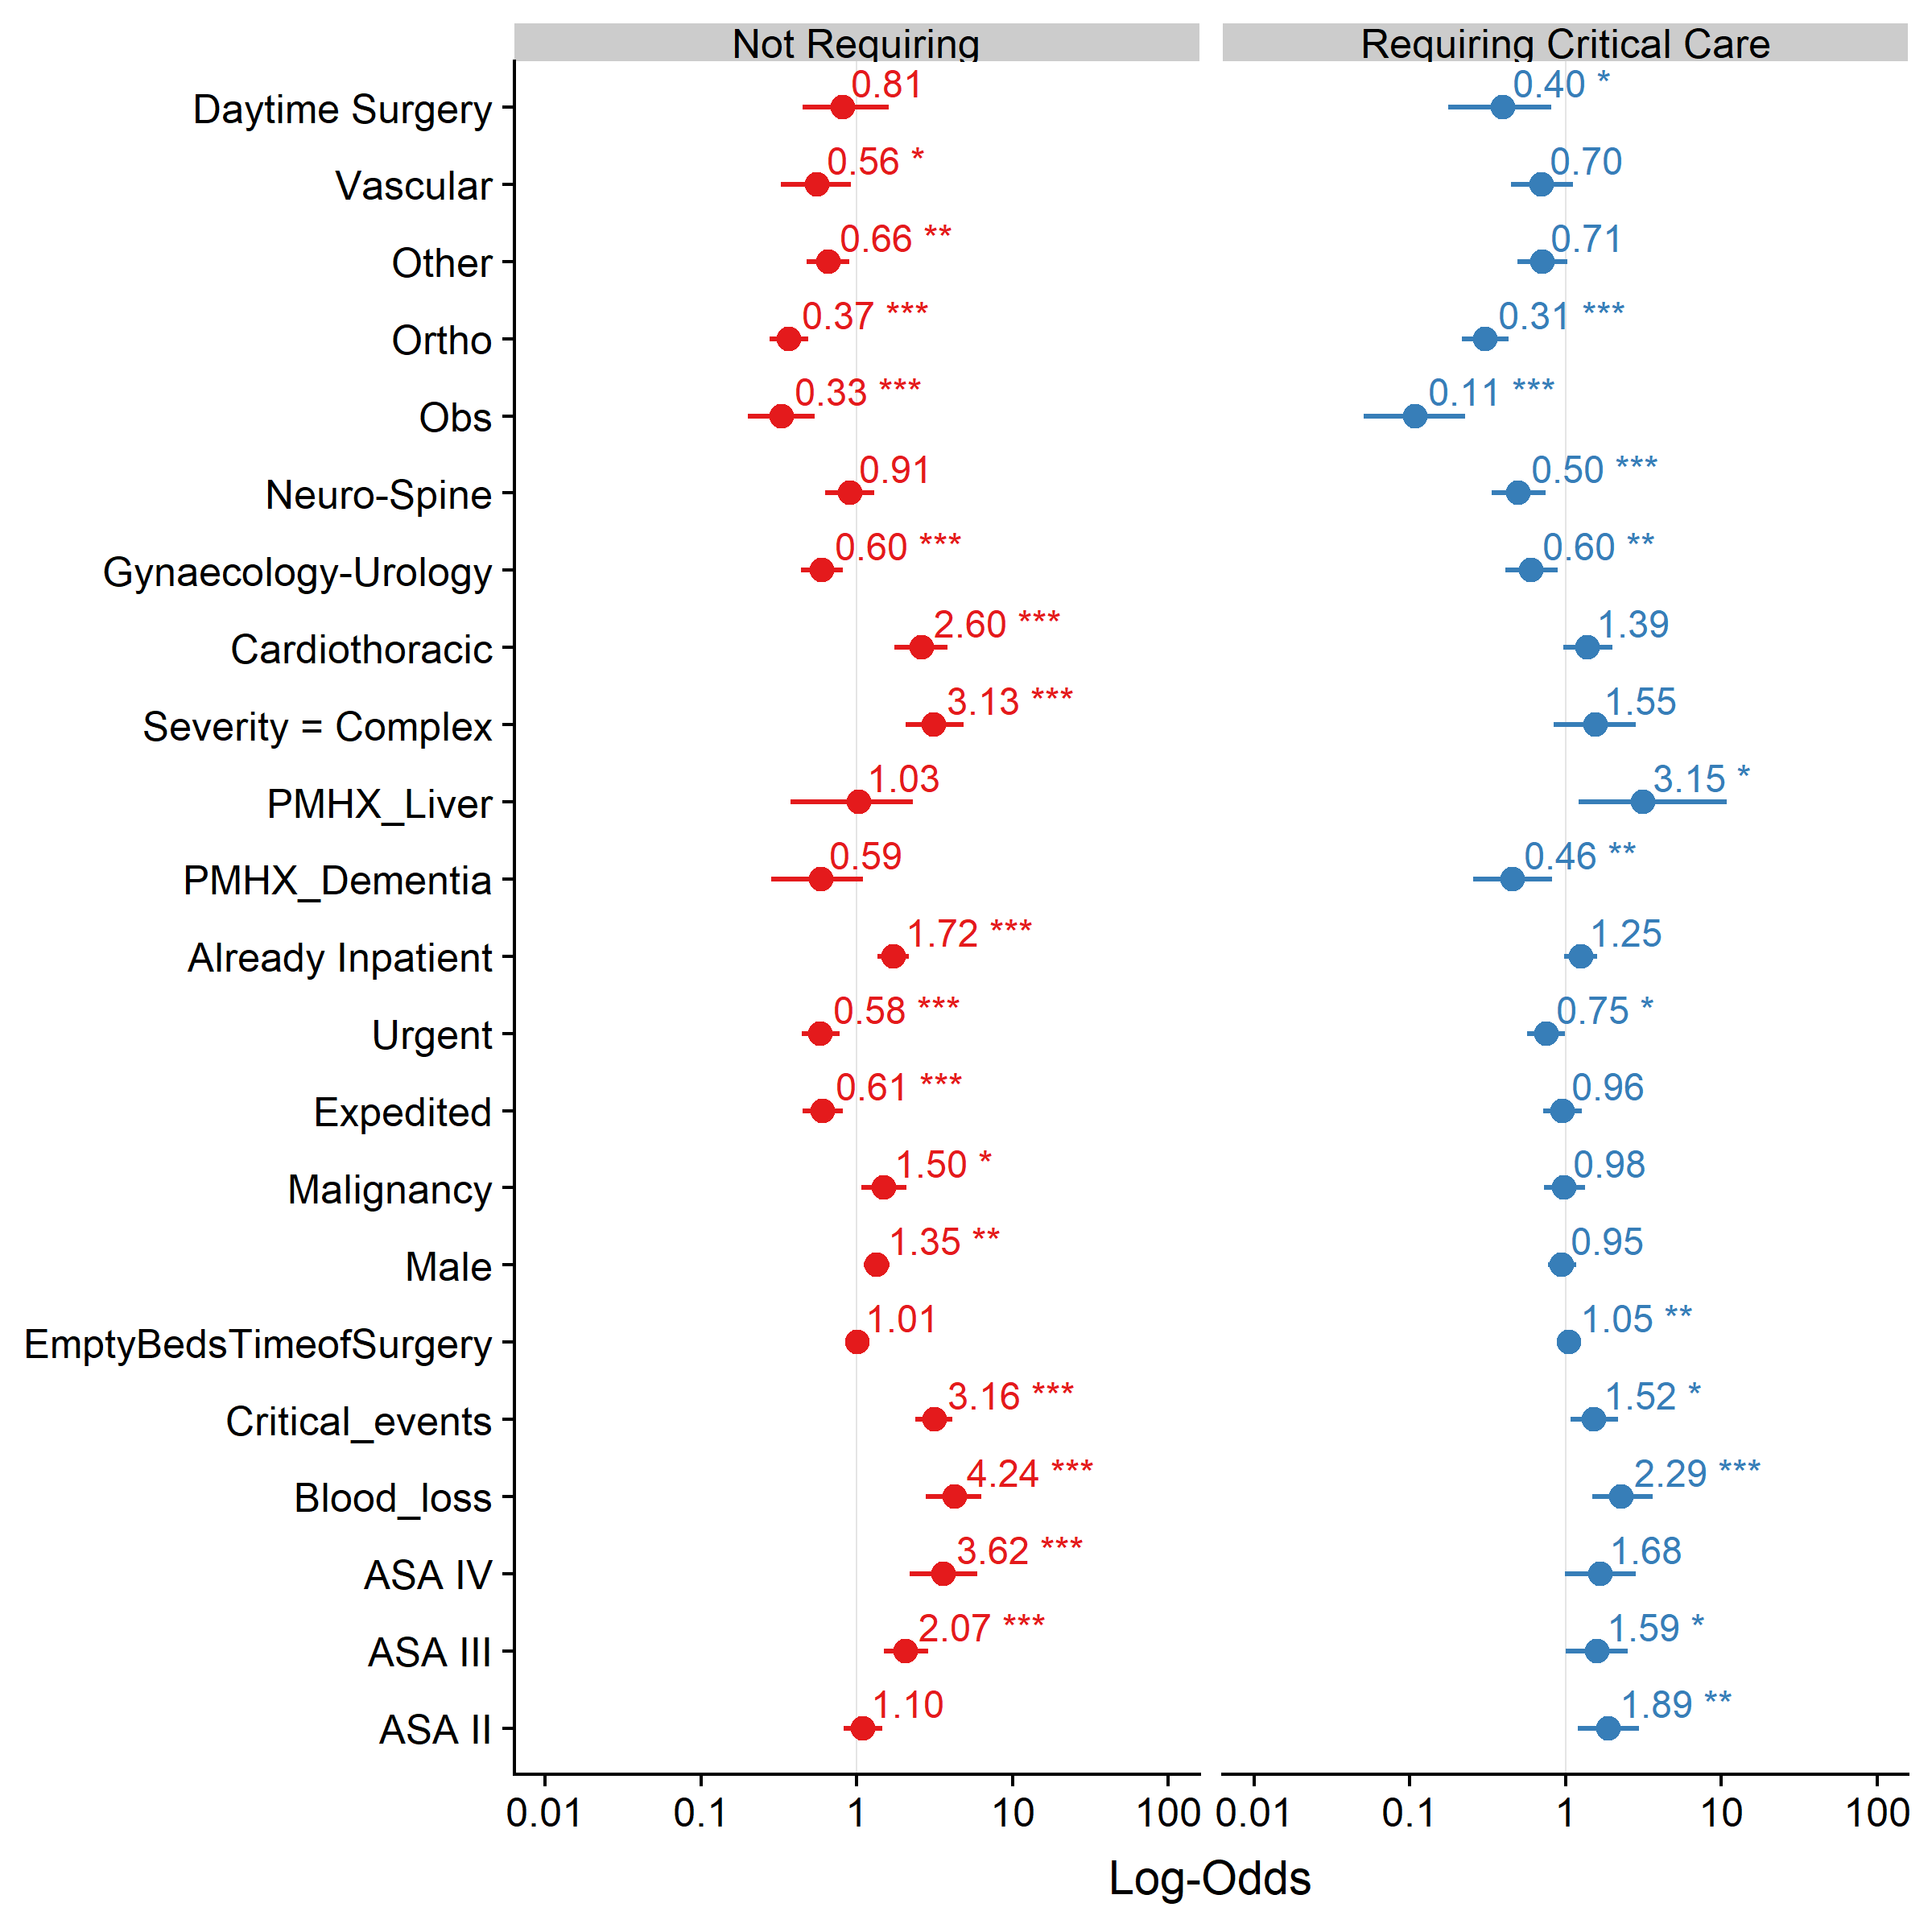 Not Requiring Requiring Critical Care
Daytime Surgery 0.81 0.40 *
Vascular 0.56 * 0.70
Other 0.66 ** 0.71
Ortho 0.37 *** 0.31 ***
Obs 0.33 *** 0.11 ***
Neuro-Spine 0.91 0.50 ***
Gynaecology-Urology 0.60 *** 0.60 **
Cardiothoracic 2.60 *** 1.39
Severity = Complex 3.13 *** 1.55
PMHX_Liver 1.03 3.15 *
PMHX_Dementia 0.59 0.46 **
Already Inpatient 1.72 *** 1.25
Urgent 0.58 *** 0.75 *
Expedited 0.61 *** 0.96
Malignancy 1.50 * 0.98
Male 1.35 ** 0.95
EmptyBedsTimeofSurgery 1.01 1.05 **
Critical_events 3.16 *** 1.52 *
Blood_loss 4.24 *** 2.29 ***
ASA IV 3.62 *** 1.68
ASA III 2.07 *** 1.59 *
ASA II 1.10 1.89 **
0.01 0.1 1 10 100 0.01 0.1 1 10 100
Log-Odds